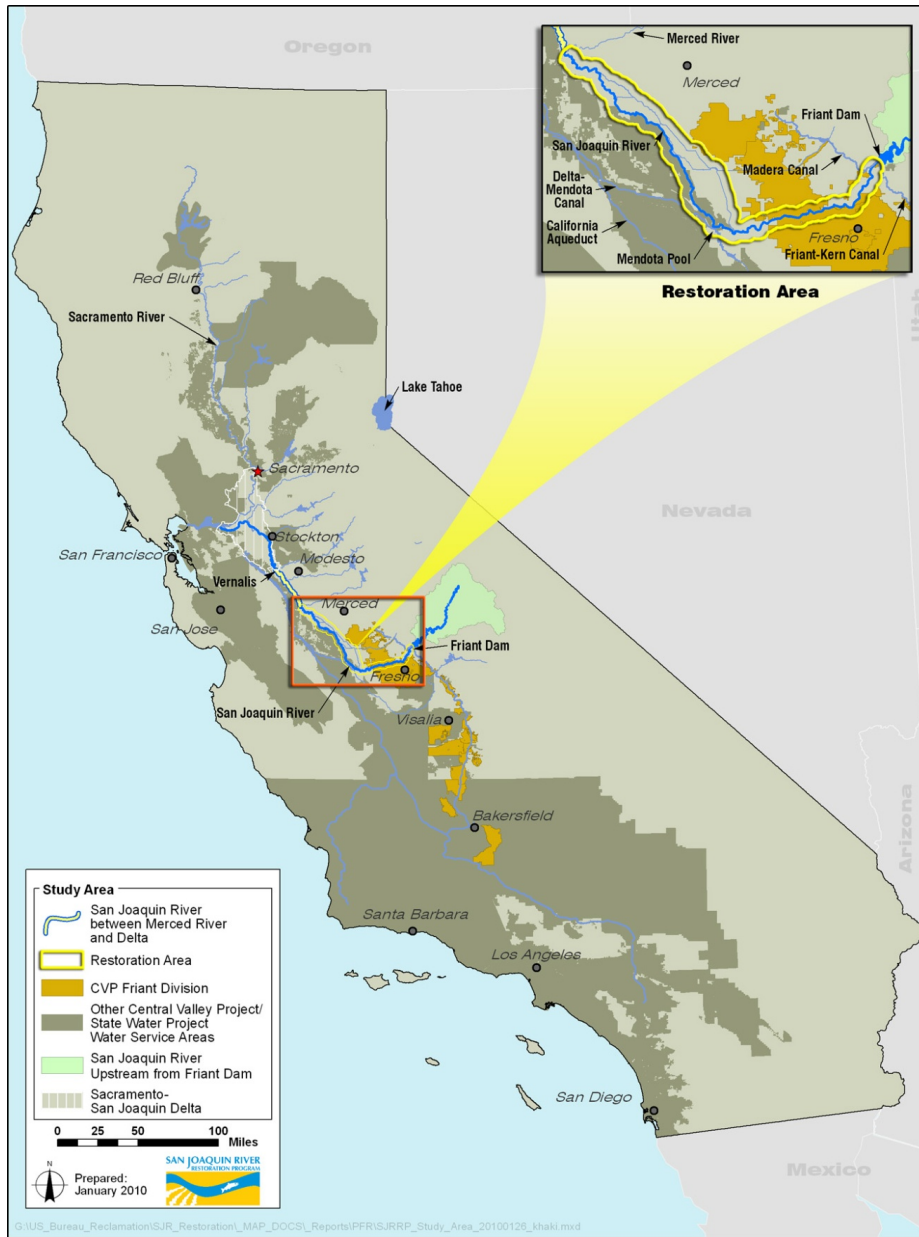 Oregon
Merced River
Merced
Friant Dam
San Joaquin River
Madera Canal
Delta-
Mendota
Canal
California
Aqueduct
Fresno
Mendota Pool
Friant-Kern Canal
Restoration Area
Utah
Red Bluff
Sacramento River
Lake Tahoe
Sacramento
Nevada
Stockton
San Francisco
Modesto
Vernalis
Merced
San Jose
Friant Dam
Fresno
San Joaquin River
Visalia
Bakersfield
Arizona
Santa Barbara
Los Angeles
San Diego
Mexico
Study Area
San Joaquin River
between Merced River
and Delta
Restoration Area
CVP Friant Division
Other Central Valley Project/
State Water Project
Water Service Areas
San Joaquin River
Upstream from Friant Dam
Sacramento-
San Joaquin Delta
0 25 50 100
Miles
N
Prepared:
January 2010
SAN JOAQUIN RIVER
RESTORATION PROGRAM
G:\US_Bureau_Reclamation\SJR_Restoration\_MAP_DOCS\_Reports\PFR\SJRRP_Study_Area_20100126_khaki.mxd